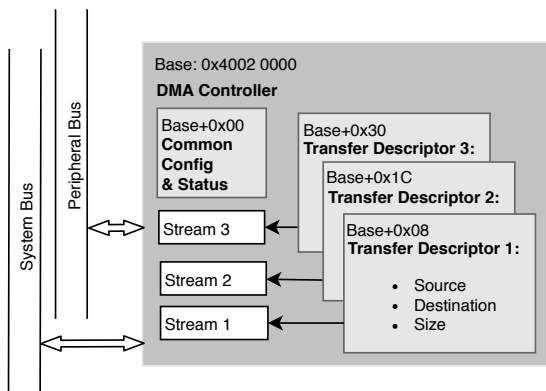 System Bus
Peripheral Bus
Base: 0x4002 0000
DMA Controller
Base+0x00
Common
Config
& Status
Base+0x30
Transfer Descriptor 3:
Base+0x1C
Transfer Descriptor 2:
Base+0x08
Transfer Descriptor 1:
• Source
• Destination
• Size
Stream 3
Stream 2
Stream 1